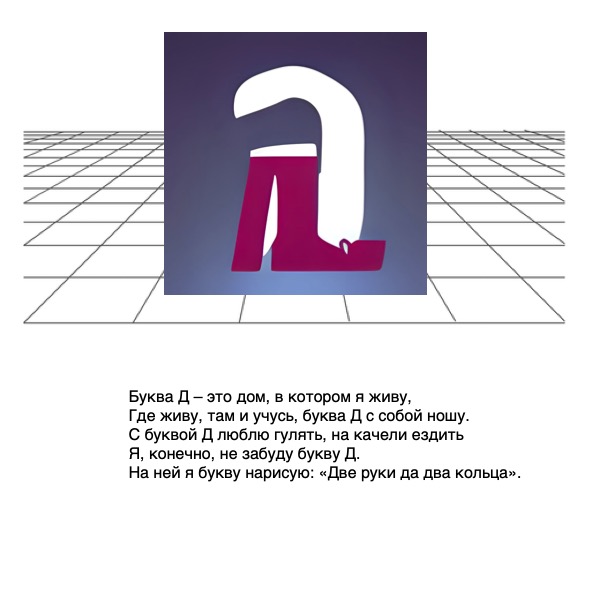 Буква Д – это дом, в котором я живу,
Где живу, там и учусь, буква Д с собой ношу.
С буквой Д люблю гулять, на качели ездить
Я, конечно, не забуду букву Д.
На ней я букву нарисую: «Две руки да два кольца».